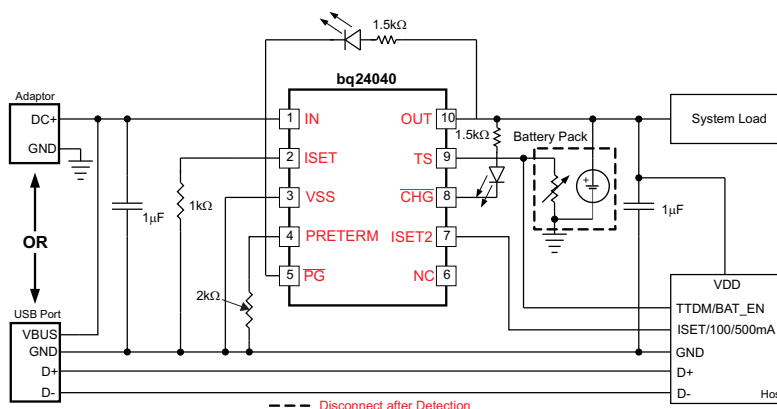 1.5kΩ
bq24040
Adaptor
DC+
GND
1 IN
OUT 10
System Load
1.5kΩ
Battery Pack
2 ISET
TS 9
1kΩ
3 VSS
CHG 8
1μF
1μF
+
OR
4 PRETERM
ISET2 7
5 PG
NC 6
2kΩ
VDD
USB Port
TTDM/BAT_EN
VBUS
ISET/100/500mA
GND
GND
D+
D+
D-
D-
Hos
Disconnect after Detection